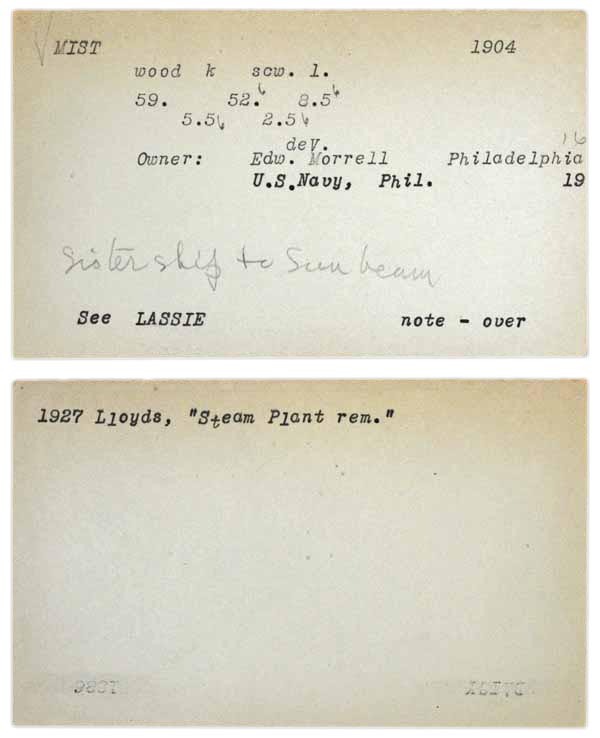 MIST 1904
wood k scw. l.
59. 52.6 8.56
5.56 2.56
deV. 16
Owner: Edw. Morrell Philadelphia
U.S.Navy, Phil. 19
Sister ship to Sunbeam
See LASSIE note - over
1927 Lloyds, "Steam Plant rem."